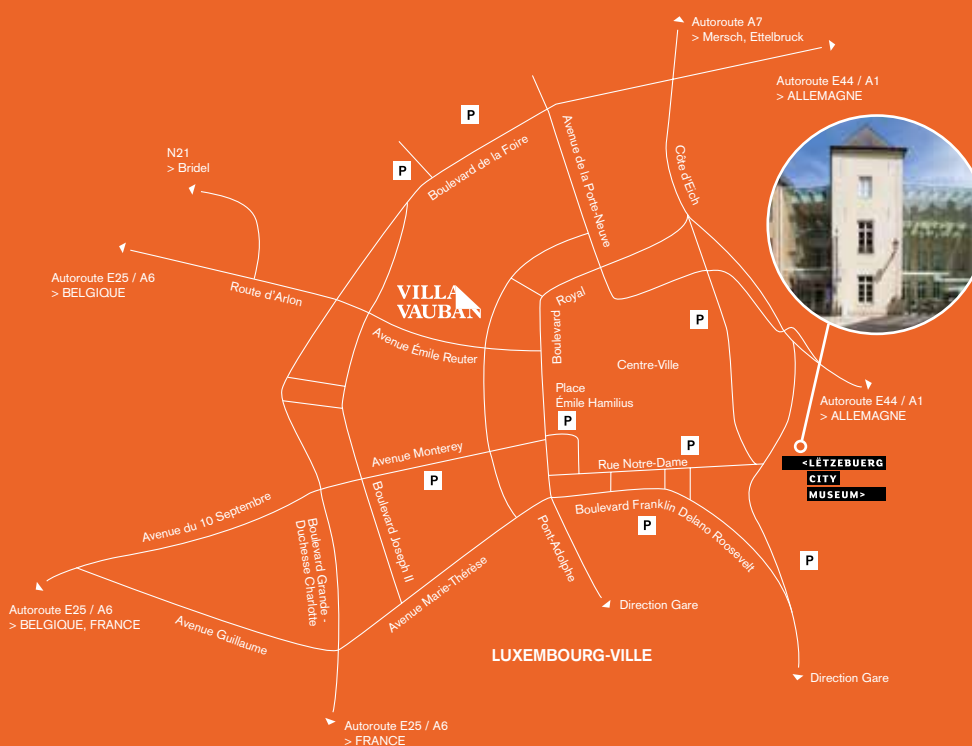 Autoroute A7
> Mersch, Ettelbruck
Autoroute E44 / A1
> ALLEMAGNE
P
N21
> Bridel
P
Boulevard de la Foire
Avenue de la Porte-Neuve
Côte d'Eich
Autoroute E25 / A6
> BELGIQUE
Route d'Arlon
VILLA
VAUBAN
Royal
Boulevard
P
Avenue Émile Reuter
Centre-Ville
Place
Émile Hamilius
P
Autoroute E44 / A1
> ALLEMAGNE
Avenue Monterey
P
Rue Notre-Dame
P
<LËTZEBUERG
CITY
MUSEUM>
Avenue du 10 Septembre
Boulevard Grande -
Duchesse Charlotte
Boulevard Joseph II
Pont-Adolphe
Boulevard Franklin Delano Roosevelt
P
P
Avenue Marie-Thérèse
Autoroute E25 / A6
> BELGIQUE, FRANCE
Avenue Guillaume
Direction Gare
LUXEMBOURG-VILLE
Direction Gare
Autoroute E25 / A6
> FRANCE